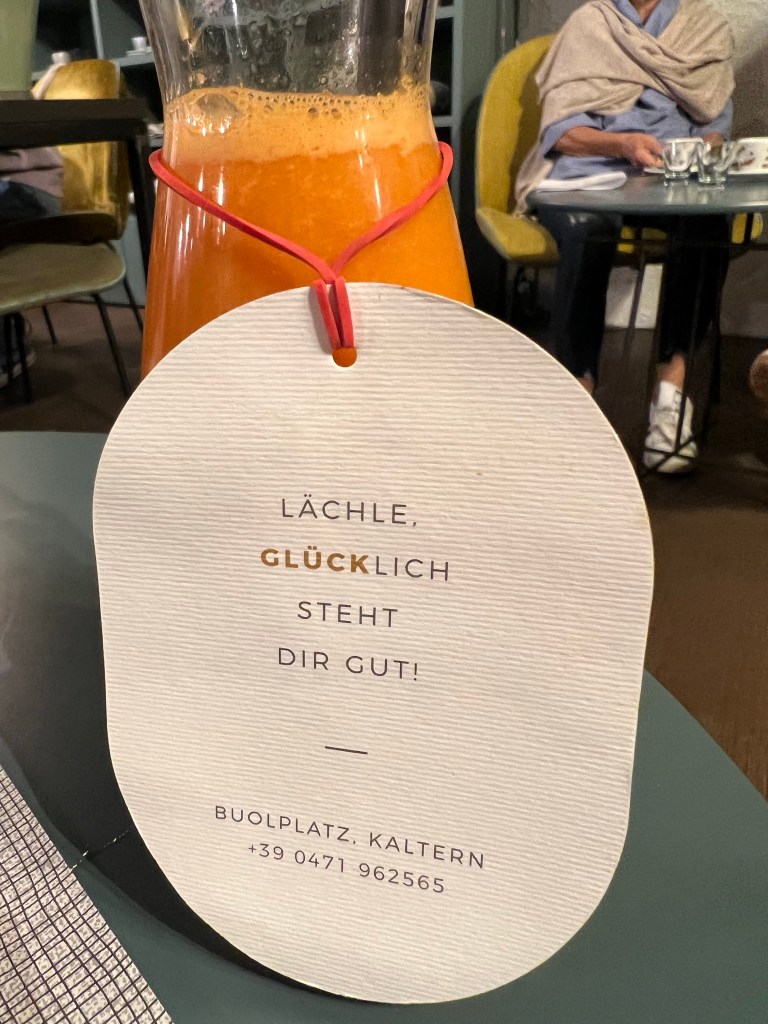 LÄCHLE,
GLÜCKLICH
STEHT
DIR GUT!
BUOLPLATZ, KALTERN
+39 0471 962565